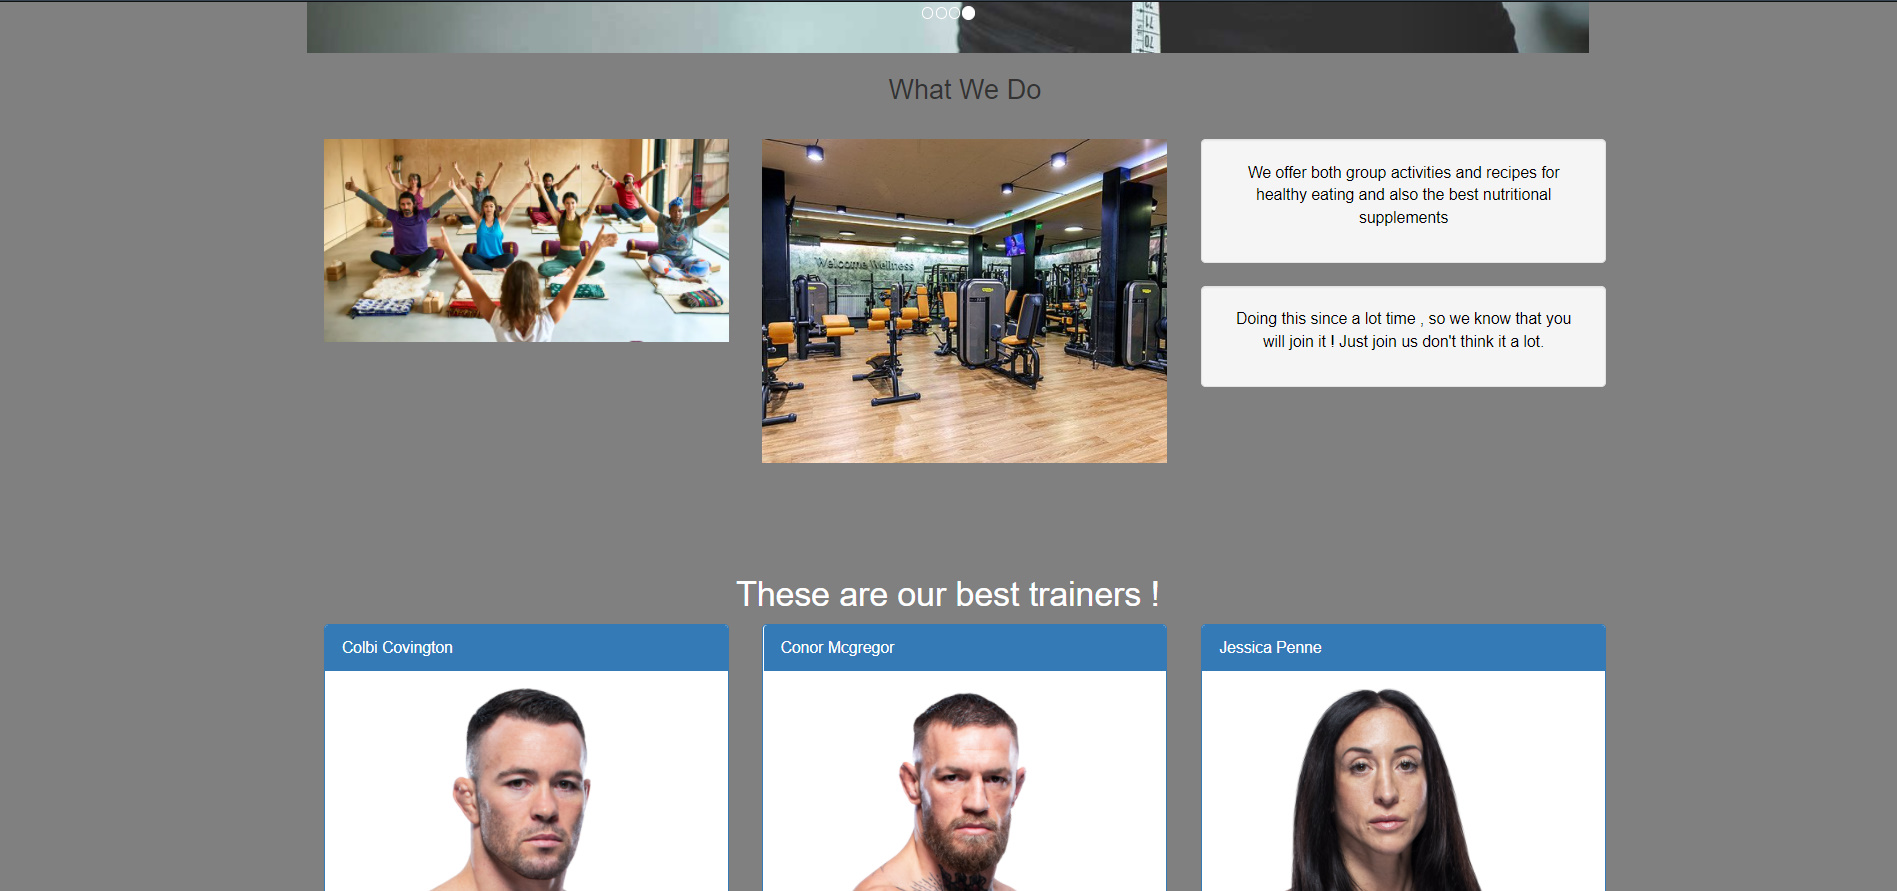 What We Do
Welcome Wellness
We offer both group activities and recipes for
healthy eating and also the best nutritional
supplements
Doing this since a lot time , so we know that you
will join it ! Just join us don't think it a lot.
These are our best trainers !
Colbi Covington
Conor Mcgregor
Jessica Penne